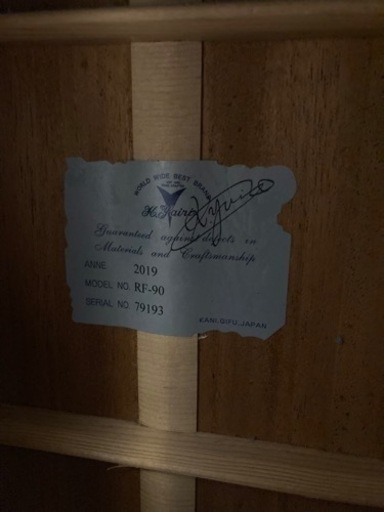 WORLD WIDE BEST BRAND
K.Yairi
Guaranteed against defects in
Materials and Craftsmanship
ANNE 2019
MODEL NO. RF-90
SERIAL NO 79193
KANI,GIFU,JAPAN